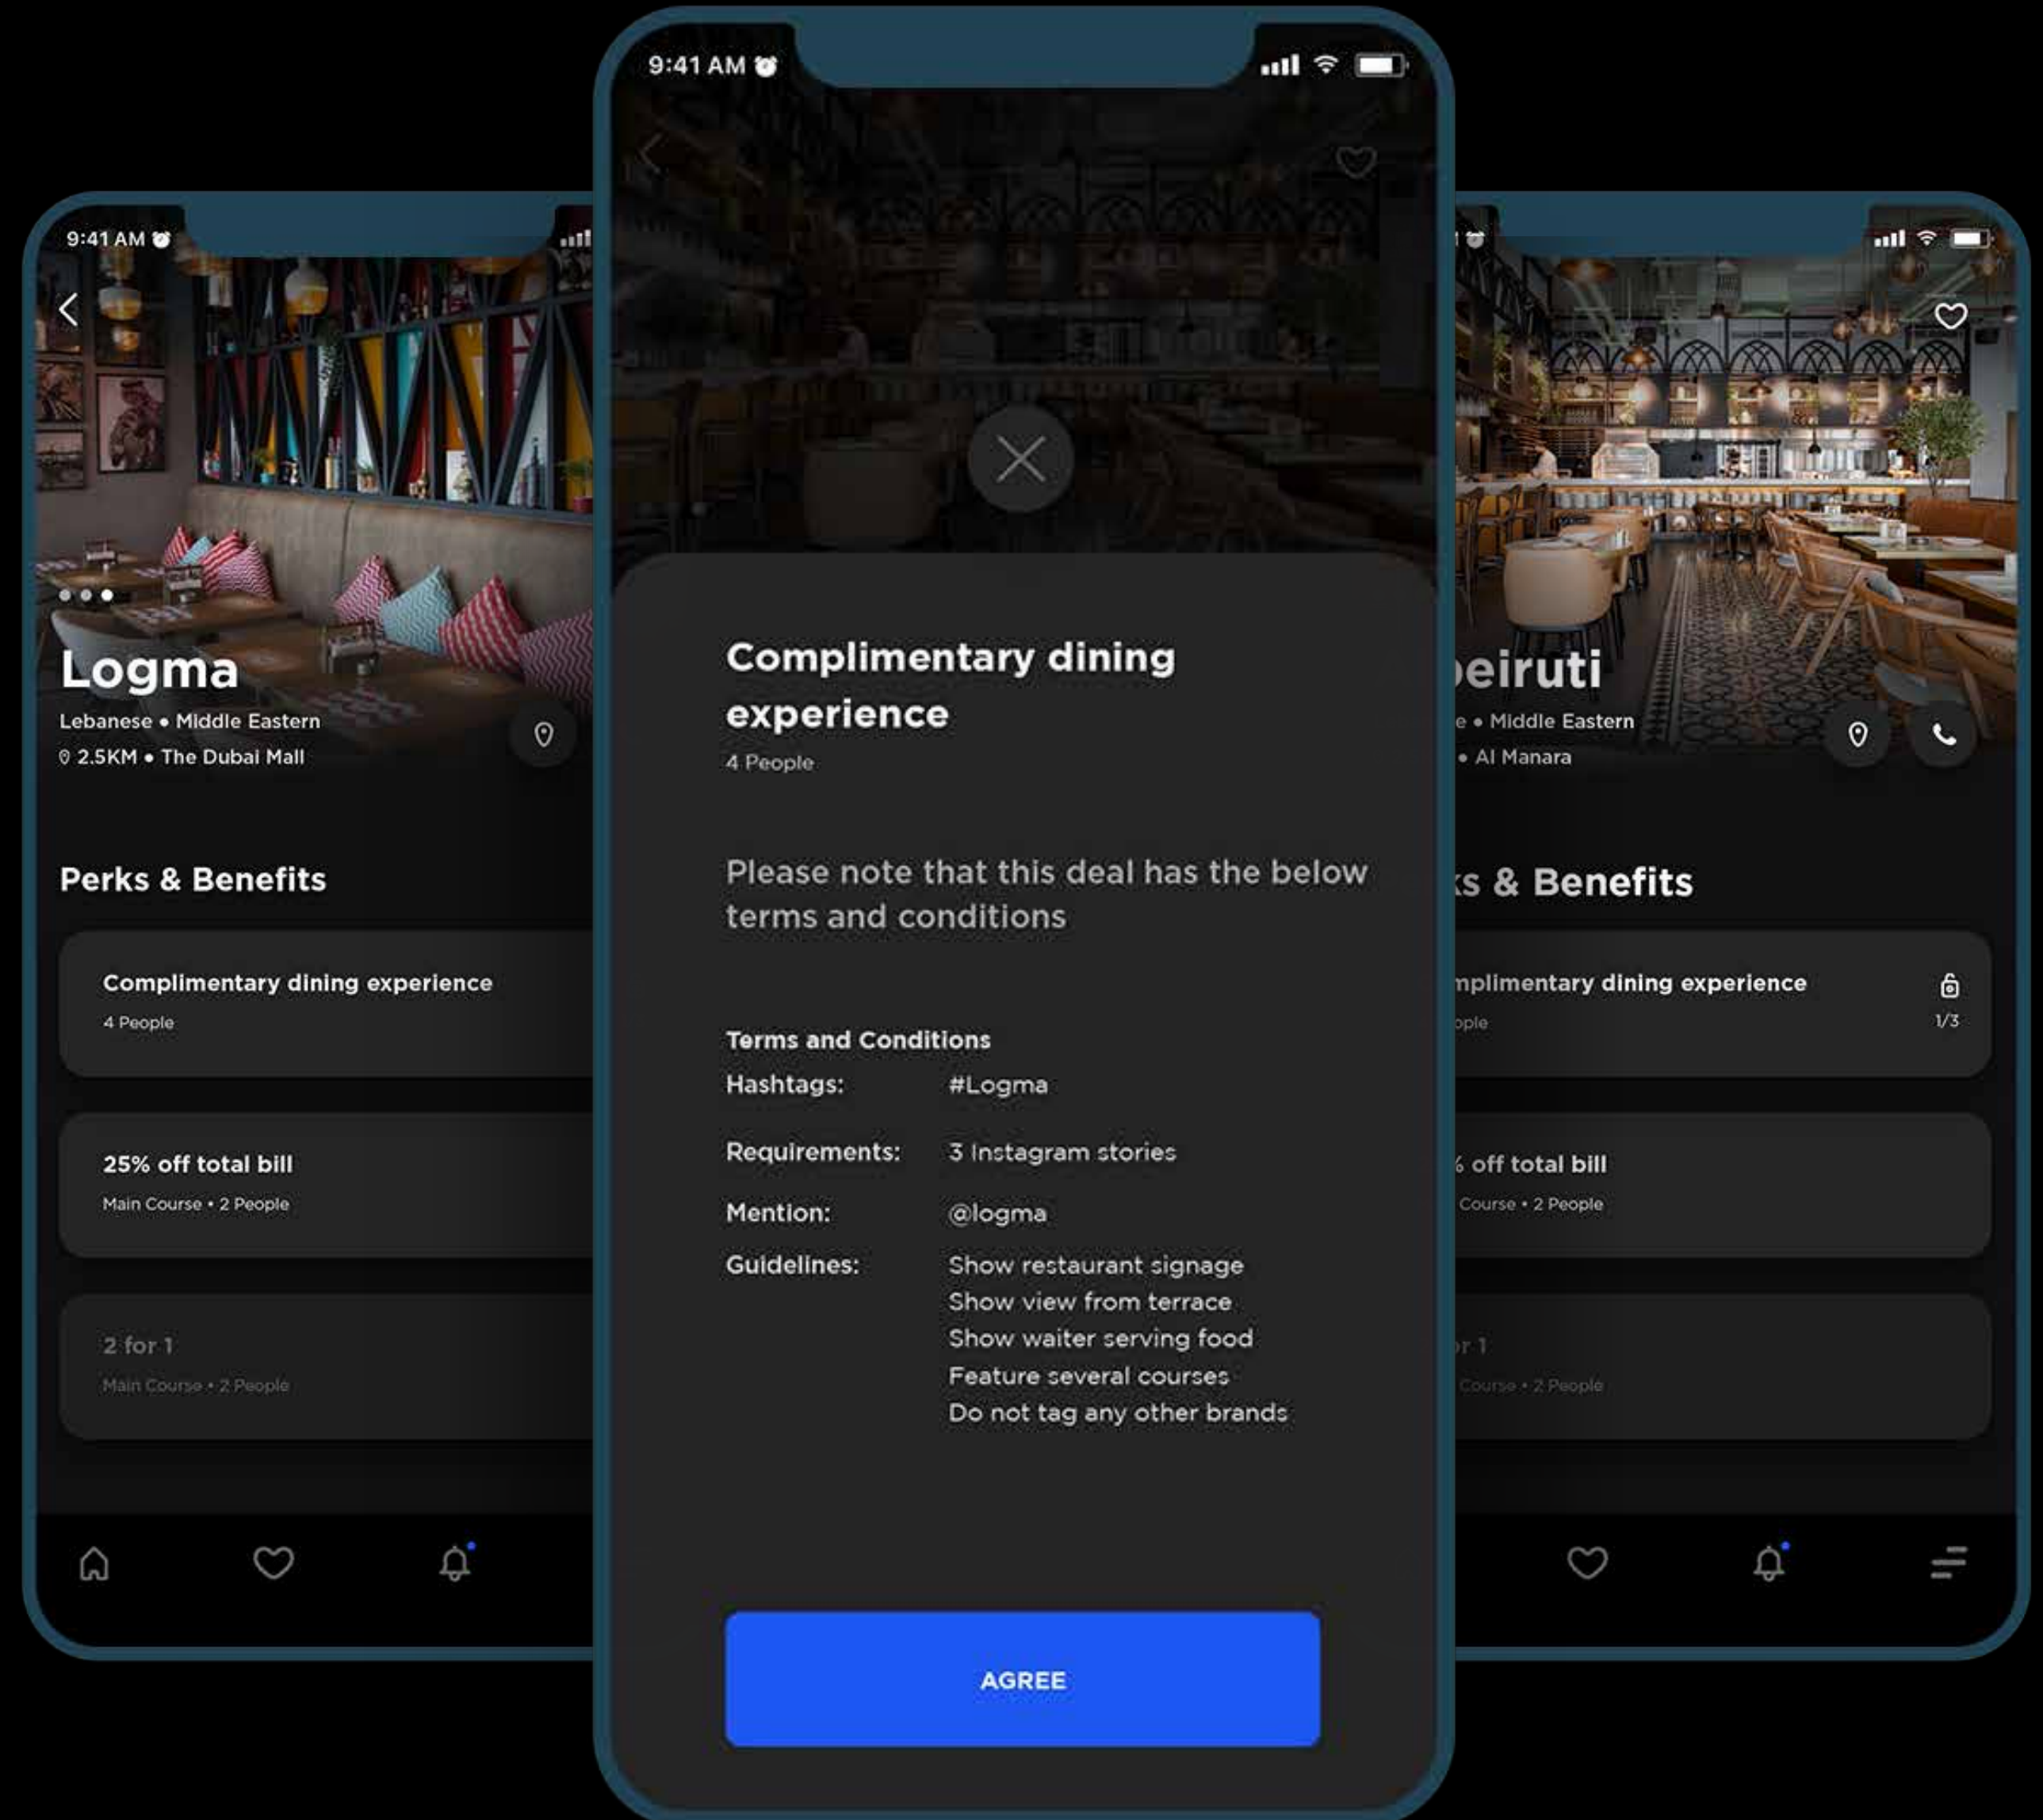 9:41 AM
Logma
Lebanese • Middle Eastern
2.5KM • The Dubai Mall
Perks & Benefits
Complimentary dining experience
4 People
25% off total bill
Main Course • 2 People
2 for 1
Main Course • 2 People
9:41 AM
Complimentary dining
experience
4 People
Please note that this deal has the below
terms and conditions
Terms and Conditions
Hashtags: #Logma
Requirements: 3 Instagram stories
Mention: @logma
Guidelines: Show restaurant signage
Show view from terrace
Show waiter serving food
Feature several courses
Do not tag any other brands
AGREE
eiruti
• Middle Eastern
• Al Manara
& Benefits
dining experience
1/3
off total bill
Course • 2 People
1
Course • 2 People